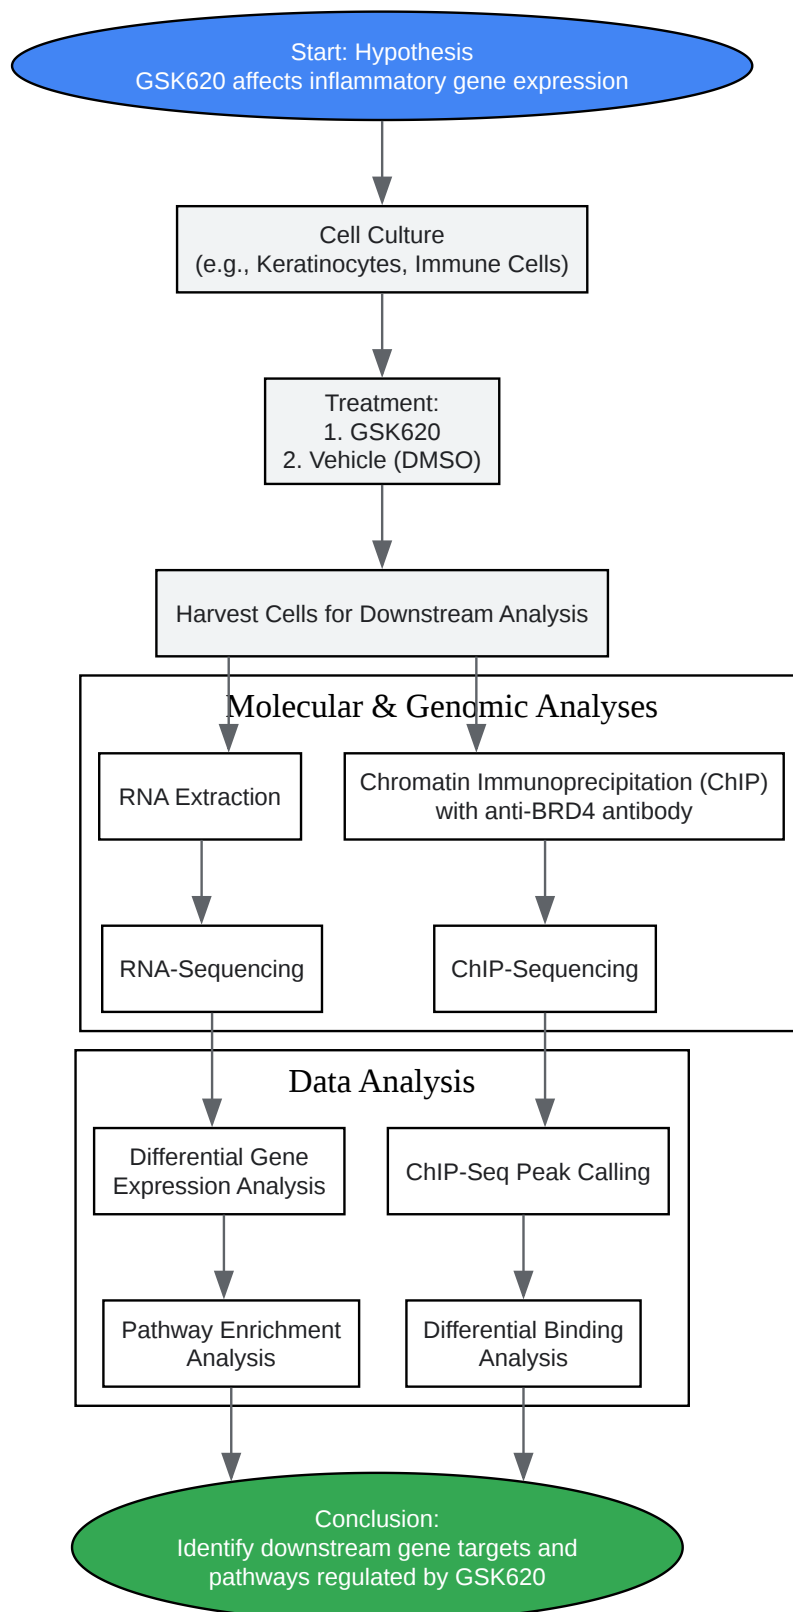 Start: Hypothesis
GSK620 affects inflammatory gene expression
Cell Culture
(e.g., Keratinocytes, Immune Cells)
Treatment:
1. GSK620
2. Vehicle (DMSO)
Harvest Cells for Downstream Analysis
Molecular & Genomic Analyses
RNA Extraction
Chromatin Immunoprecipitation (ChIP)
with anti-BRD4 antibody
RNA-Sequencing
ChIP-Sequencing
Data Analysis
Differential Gene
Expression Analysis
ChIP-Seq Peak Calling
Pathway Enrichment
Analysis
Differential Binding
Analysis
Conclusion:
Identify downstream gene targets and
pathways regulated by GSK620